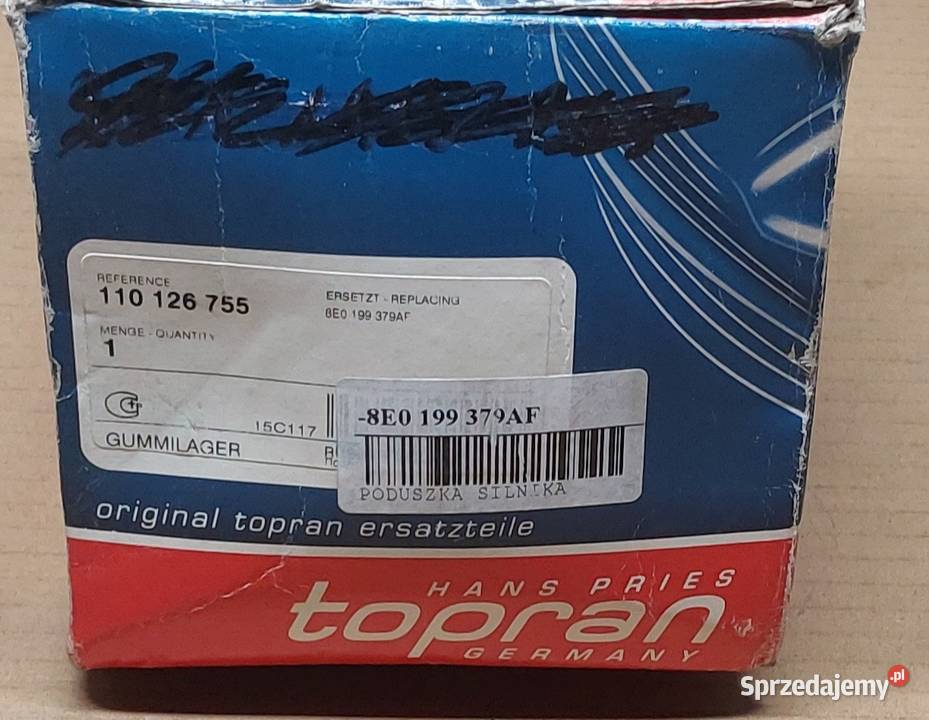 REFERENCE
110 126 755
ERSETZT - REPLACING
8E0 199 379AF
MENGE - QUANTITY
1
15C117
GUMMILAGER
-8E0 199 379AF
PODUSZKA SILNIKA
original topran ersatzteile
HANS PRIES
topran
GERMANY
Sprzedajemy.pl